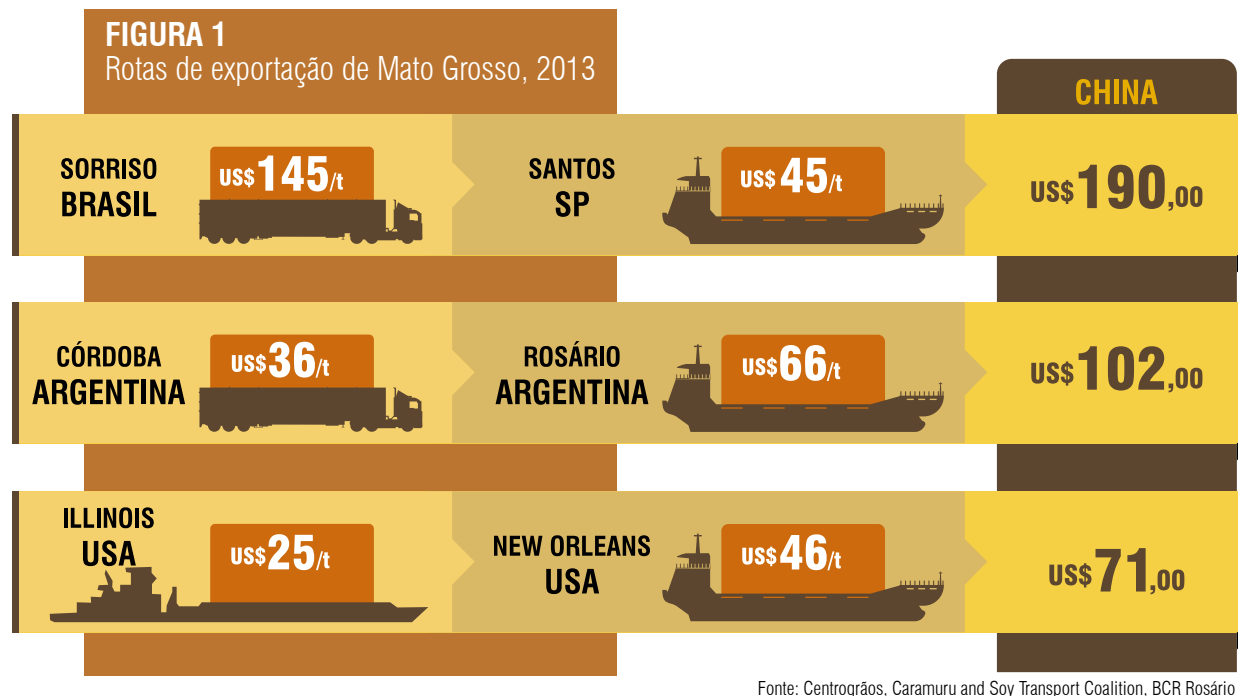 FIGURA 1
Rotas de exportação de Mato Grosso, 2013
CHINA
SORRISO
BRASIL
US$145/t
SANTOS
SP
US$45/t
US$190,00
CÓRDOBA
ARGENTINA
US$36/t
ROSÁRIO
ARGENTINA
US$66/t
US$102,00
ILLINOIS
USA
US$25/t
NEW ORLEANS
USA
US$46/t
US$71,00
Fonte: Centrogrãos, Caramuru and Soy Transport Coalition, BCR Rosário